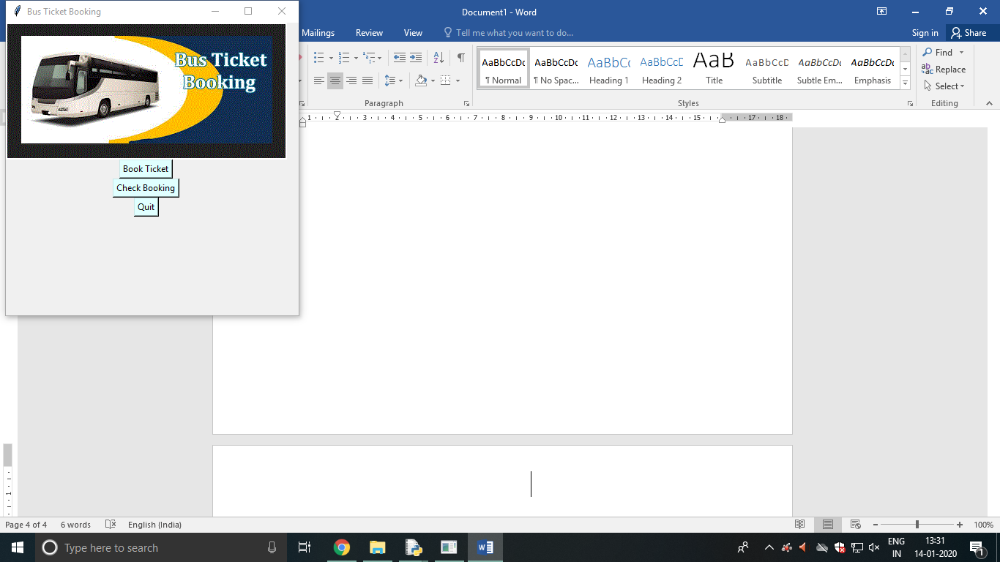 Bus Ticket Booking
Bus Ticket
Booking
Book Ticket
Check Booking
Quit
Document1 - Word
Mailings Review View Tell me what you want to do... Sign in Share
AaBbCcDc AaBbCcDc AaBbCc AaBbCcD AaB AaBbCcD AaBbCcDc AaBbCcDc
¶ Normal ¶ No Spac... Heading 1 Heading 2 Title Subtitle Subtle Em... Emphasis
Find
Replace
Select
Paragraph Styles Editing
1 2 3 4 5 6 7 8 9 10 11 12 13 14 15 17 18
1
Page 4 of 4 6 words English (India) 100%
Type here to search
ENG
IN
13:31
14-01-2020
1